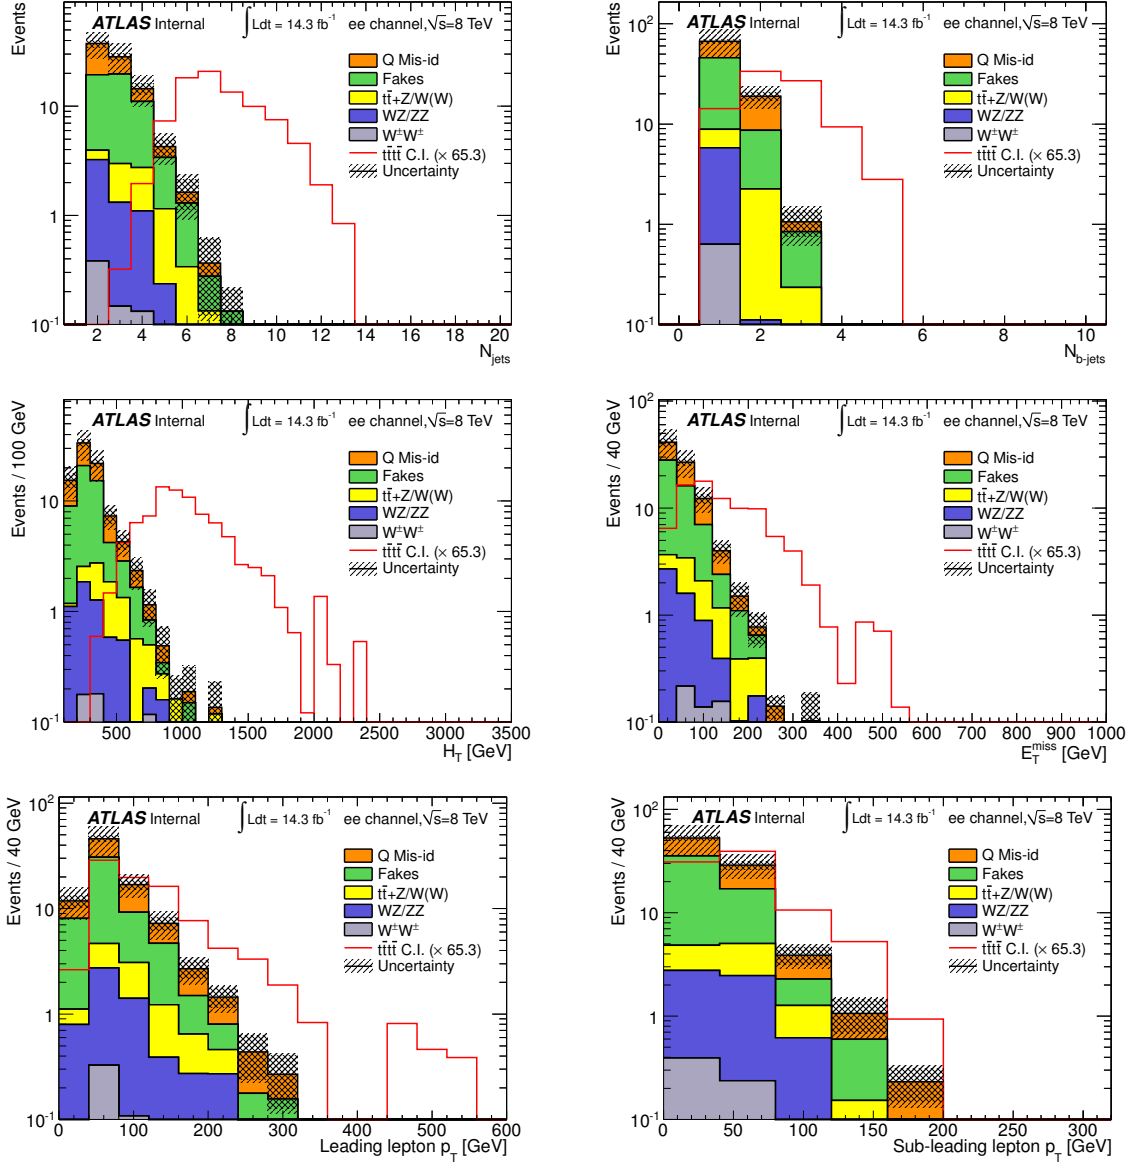 Events
10
1
10⁻¹
ATLAS Internal
∫ Ldt = 14.3 fb⁻¹
ee channel,√s=8 TeV
Q Mis-id
Fakes
tt̄+Z/W(W)
WZ/ZZ
W±W±
tt̄tt̄ C.I. (× 65.3)
Uncertainty
2 4 6 8 10 12 14 16 18 20
N_jets
Events
10²
10
1
10⁻¹
ATLAS Internal
∫ Ldt = 14.3 fb⁻¹
ee channel,√s=8 TeV
Q Mis-id
Fakes
tt̄+Z/W(W)
WZ/ZZ
W±W±
tt̄tt̄ C.I. (× 65.3)
Uncertainty
0 2 4 6 8 10
N_b-jets
Events / 100 GeV
10
1
10⁻¹
ATLAS Internal
∫ Ldt = 14.3 fb⁻¹
ee channel,√s=8 TeV
Q Mis-id
Fakes
tt̄+Z/W(W)
WZ/ZZ
W±W±
tt̄tt̄ C.I. (× 65.3)
Uncertainty
500 1000 1500 2000 2500 3000 3500
H_T [GeV]
Events / 40 GeV
10²
10
1
10⁻¹
ATLAS Internal
∫ Ldt = 14.3 fb⁻¹
ee channel,√s=8 TeV
Q Mis-id
Fakes
tt̄+Z/W(W)
WZ/ZZ
W±W±
tt̄tt̄ C.I. (× 65.3)
Uncertainty
0 100 200 300 400 500 600 700 800 900 1000
E_T^miss [GeV]
Events / 40 GeV
10²
10
1
10⁻¹
ATLAS Internal
∫ Ldt = 14.3 fb⁻¹
ee channel,√s=8 TeV
Q Mis-id
Fakes
tt̄+Z/W(W)
WZ/ZZ
W±W±
tt̄tt̄ C.I. (× 65.3)
Uncertainty
0 100 200 300 400 500 600
Leading lepton p_T [GeV]
Events / 40 GeV
10²
10
1
10⁻¹
ATLAS Internal
∫ Ldt = 14.3 fb⁻¹
ee channel,√s=8 TeV
Q Mis-id
Fakes
tt̄+Z/W(W)
WZ/ZZ
W±W±
tt̄tt̄ C.I. (× 65.3)
Uncertainty
0 50 100 150 200 250 300
Sub-leading lepton p_T [GeV]